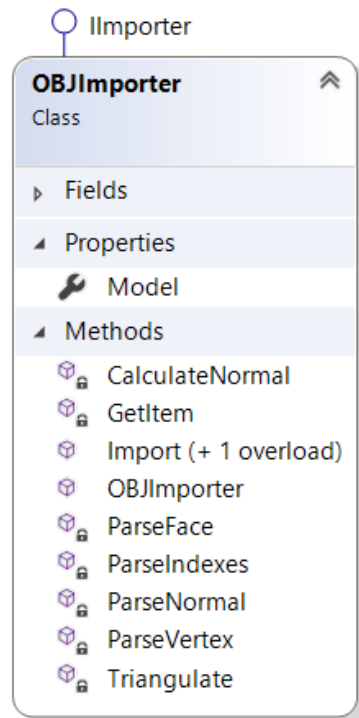 IImporter
OBJImporter
Class
Fields
Properties
Model
Methods
CalculateNormal
GetItem
Import (+ 1 overload)
OBJImporter
ParseFace
ParseIndexes
ParseNormal
ParseVertex
Triangulate